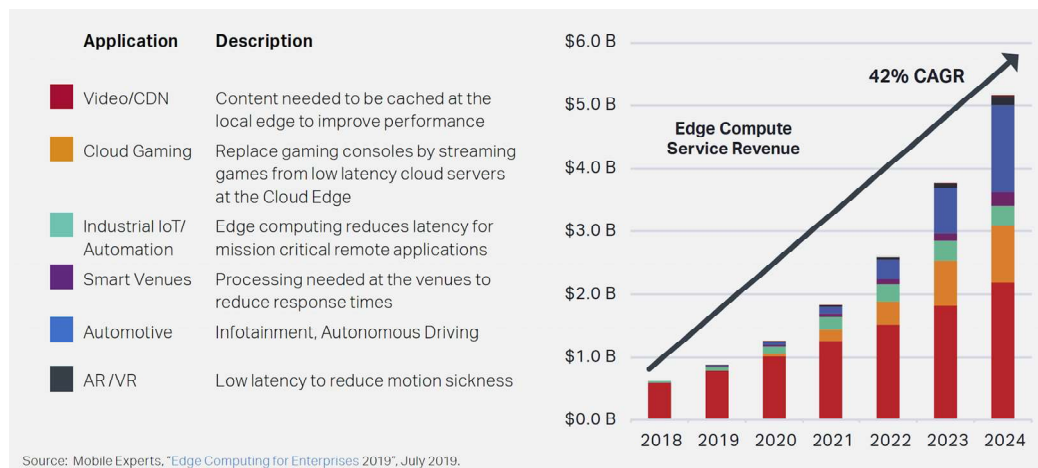 Application Description
Video/CDN Content needed to be cached at the
local edge to improve performance
Cloud Gaming Replace gaming consoles by streaming
games from low latency cloud servers
at the Cloud Edge
Industrial IoT/ Edge computing reduces latency for
Automation mission critical remote applications
Smart Venues Processing needed at the venues to
reduce response times
Automotive Infotainment, Autonomous Driving
AR/VR Low latency to reduce motion sickness
Source: Mobile Experts, "Edge Computing for Enterprises 2019", July 2019.
$6.0 B
42% CAGR
$5.0 B
Edge Compute
Service Revenue
$4.0 B
$3.0 B
$2.0 B
$1.0 B
$0.0 B
2018 2019 2020 2021 2022 2023 2024